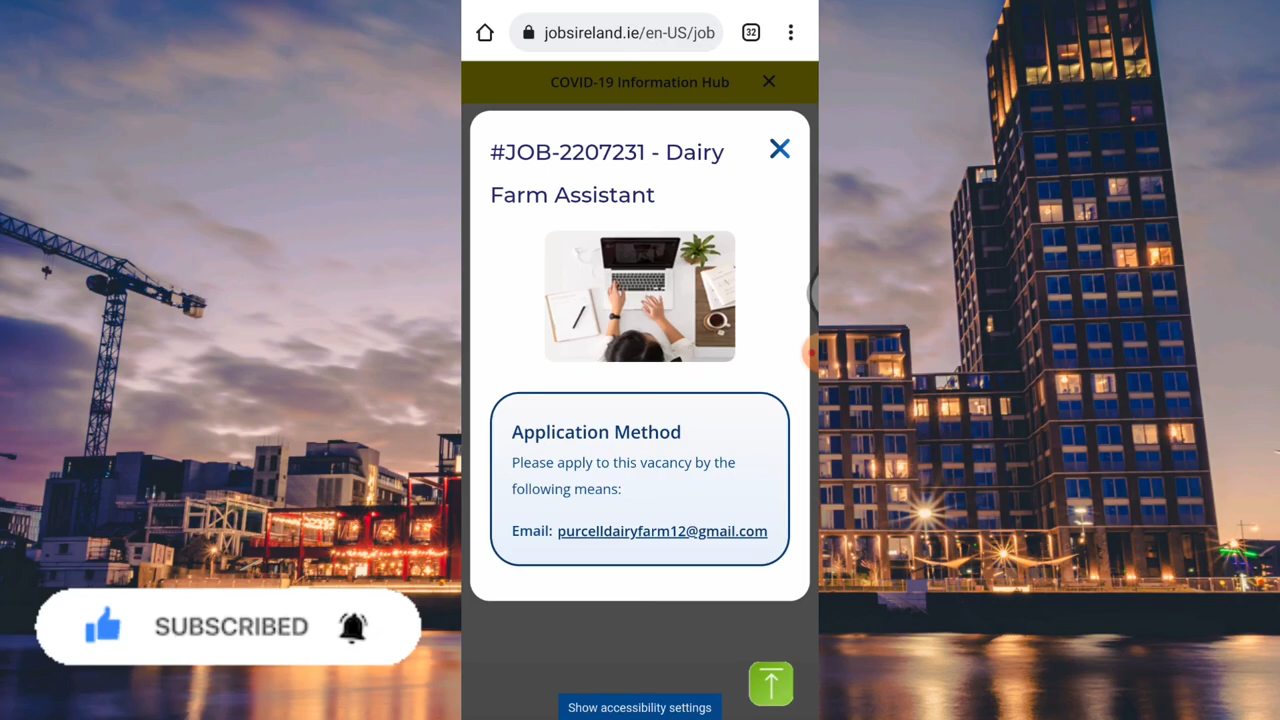 jobsireland.ie/en-US/job
32
COVID-19 Information Hub
#JOB-2207231 - Dairy
Farm Assistant
Application Method
Please apply to this vacancy by the
following means:
Email: purcelldairyfarm12@gmail.com
SUBSCRIBED
Show accessibility settings